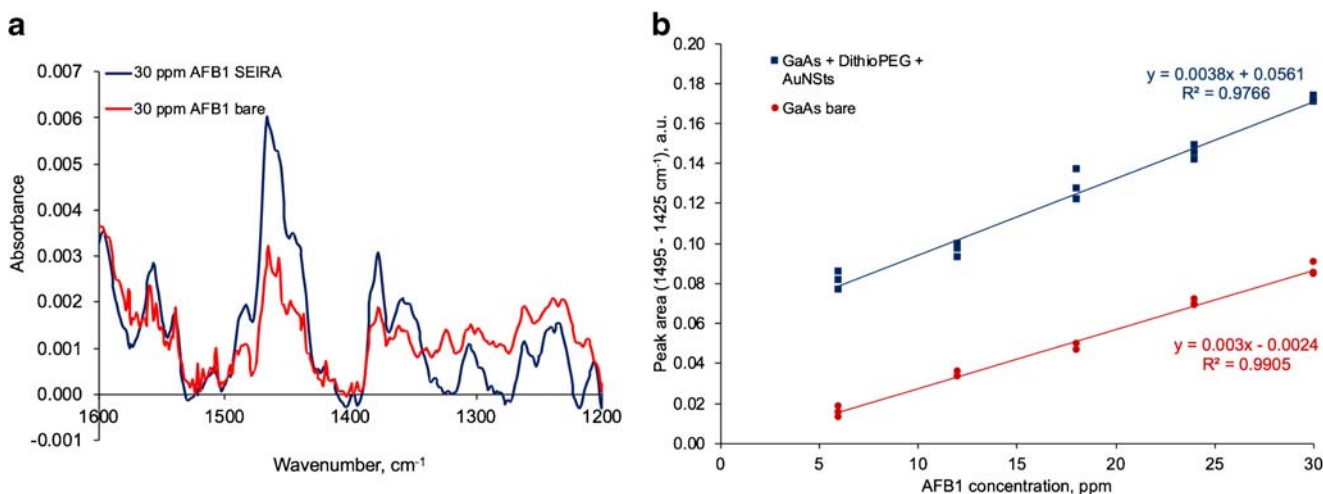 a
0.007
0.006
0.005
0.004
0.003
0.002
0.001
0.000
-0.001
Absorbance
30 ppm AFB1 SEIRA
30 ppm AFB1 bare
1600
1500
1400
1300
1200
Wavenumber, cm⁻¹
b
0.20
0.18
0.16
0.14
0.12
0.10
0.08
0.06
0.04
0.02
0.00
Peak area (1495 - 1425 cm⁻¹), a.u.
GaAs + DithioPEG +
AuNSts
GaAs bare
y = 0.0038x + 0.0561
R² = 0.9766
y = 0.003x - 0.0024
R² = 0.9905
0
5
10
15
20
25
30
AFB1 concentration, ppm